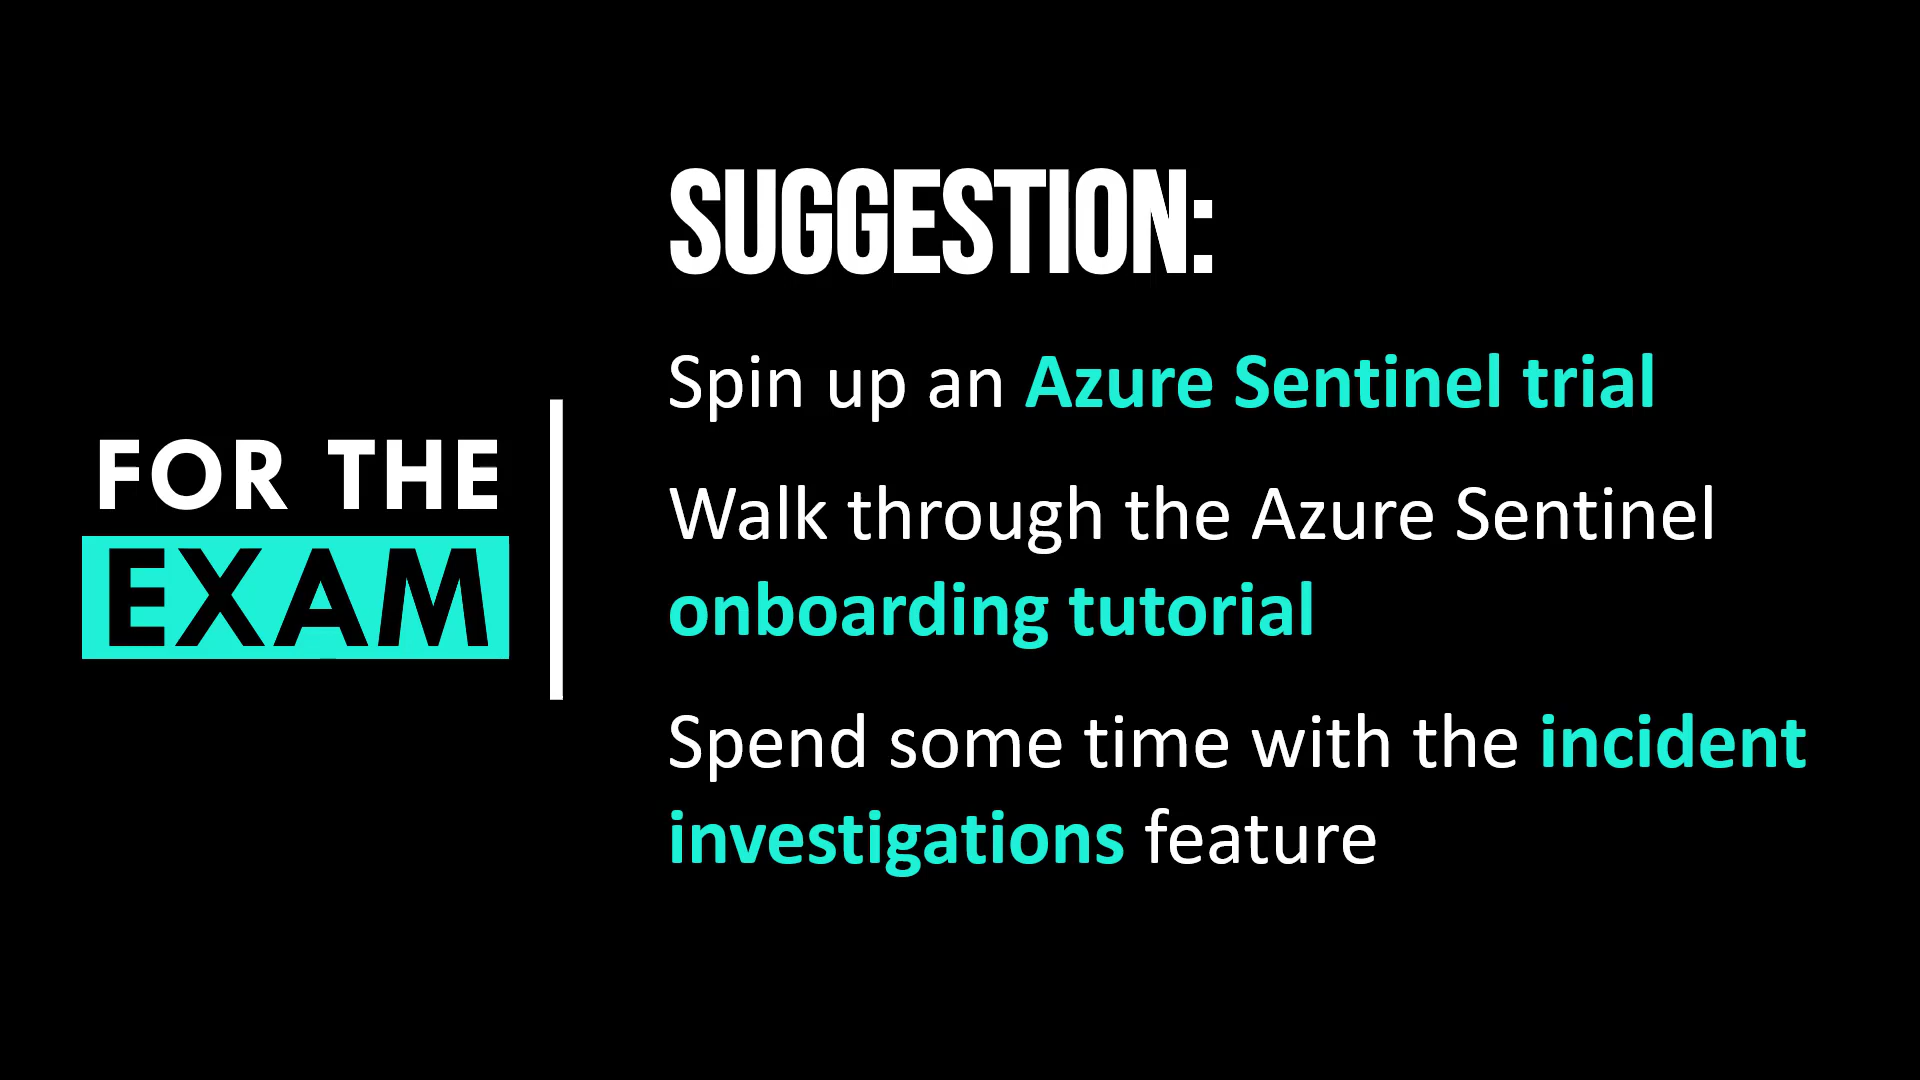 FOR THE
EXAM
SUGGESTION:
Spin up an Azure Sentinel trial
Walk through the Azure Sentinel
onboarding tutorial
Spend some time with the incident
investigations feature